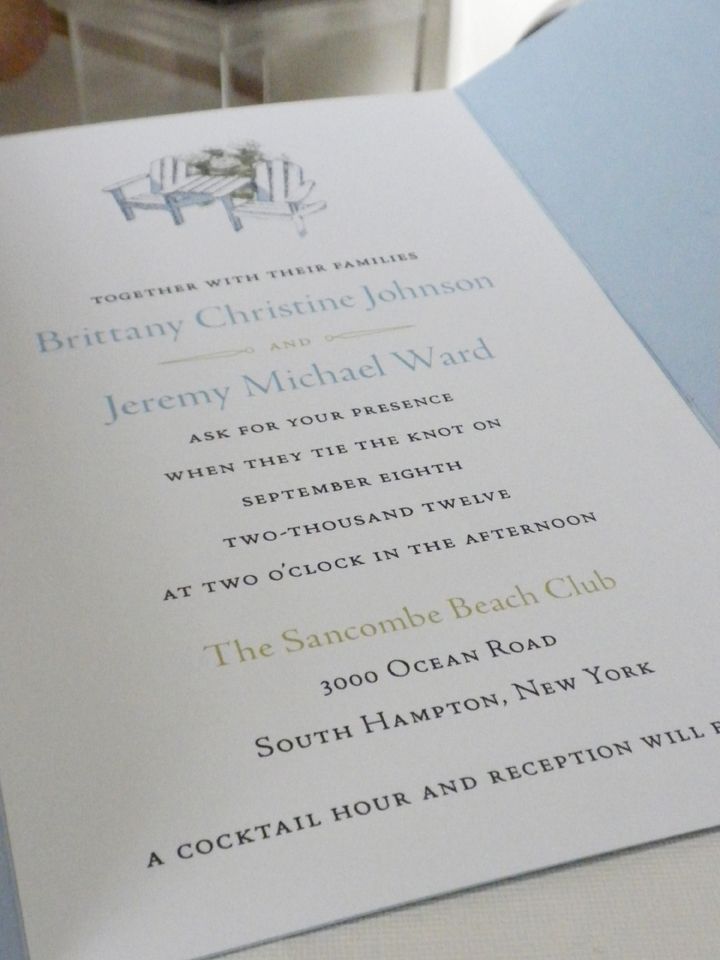 TOGETHER WITH THEIR FAMILIES
Brittany Christine Johnson
AND
Jeremy Michael Ward
ASK FOR YOUR PRESENCE
WHEN THEY TIE THE KNOT ON
SEPTEMBER EIGHTH
TWO-THOUSAND TWELVE
AT TWO O'CLOCK IN THE AFTERNOON
The Sancombe Beach Club
3000 OCEAN ROAD
SOUTH HAMPTON, NEW YORK
A COCKTAIL HOUR AND RECEPTION WILL